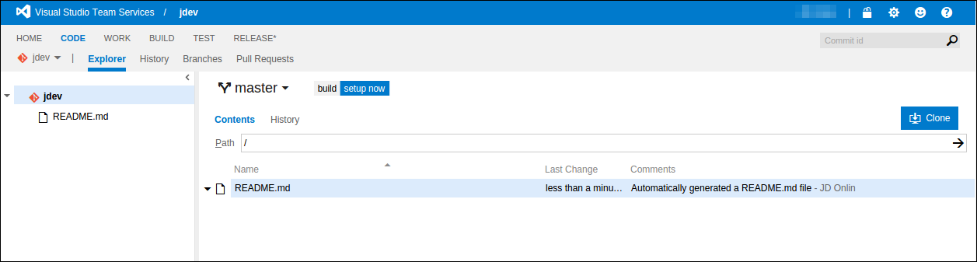 Visual Studio Team Services / jdev |
HOME CODE WORK BUILD TEST RELEASE*
Commit id
jdev | Explorer History Branches Pull Requests
jdev
README.md
master build setup now
Contents History
Clone
Path /
Name Last Change Comments
README.md less than a minu... Automatically generated a README.md file - JD Onlin